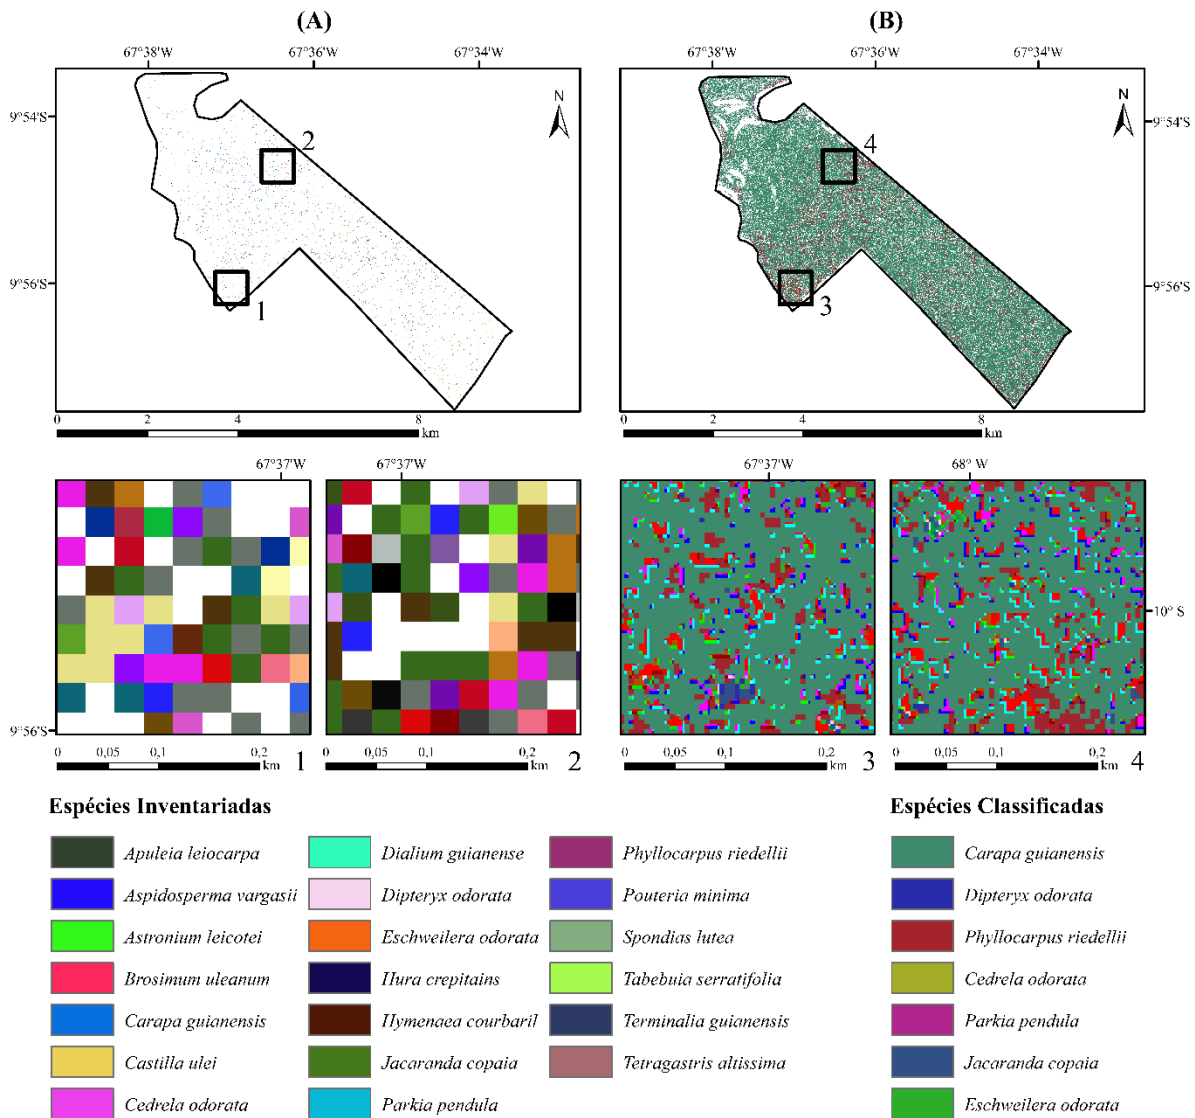 (A)
(B)
67°38'W
67°36'W
67°34'W
67°38'W
67°36'W
67°34'W
N
N
9°54'S
9°54'S
2
4
9°56'S
9°56'S
1
3
0
2
4
8
km
0
2
4
8
km
67°37'W
67°37'W
67°37'W
68° W
10° S
9°56'S
0
0,05
0,1
0,2
km
1
0
0,05
0,1
0,2
km
2
0
0,05
0,1
0,2
km
3
0
0,05
0,1
0,2
km
4
Espécies Inventariadas
Apuleia leiocarpa
Aspidosperma vargasii
Astronium leicotei
Brosimum uleanum
Carapa guianensis
Castilla ulei
Cedrela odorata
Dialium guianense
Dipteryx odorata
Eschweilera odorata
Hura crepitains
Hymenaea courbaril
Jacaranda copaia
Parkia pendula
Phyllocarpus riedellii
Pouteria minima
Spondias lutea
Tabebuia serratifolia
Terminalia guianensis
Tetragastris altissima
Espécies Classificadas
Carapa guianensis
Dipteryx odorata
Phyllocarpus riedellii
Cedrela odorata
Parkia pendula
Jacaranda copaia
Eschweilera odorata